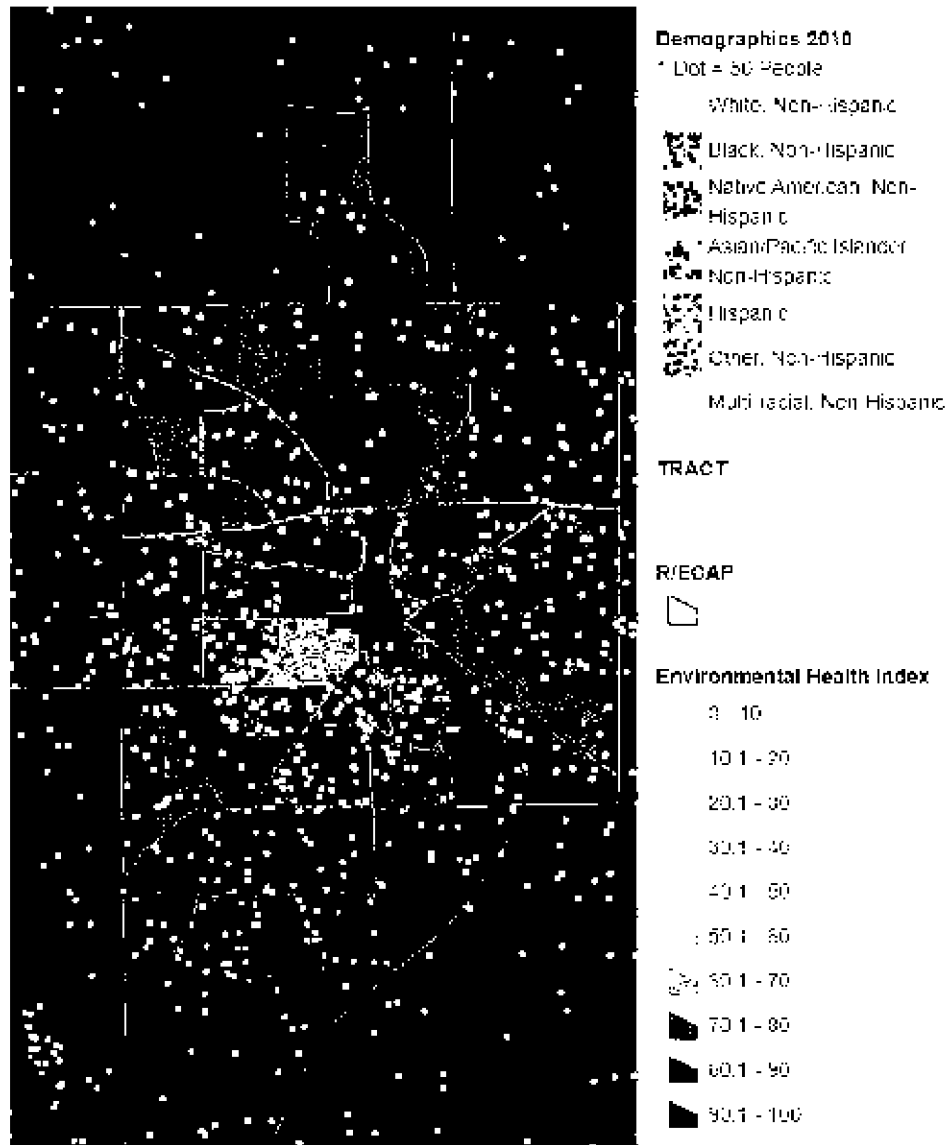 Demographics 2010
1 Dot = 50 People
White, Non-Hispanic
Black, Non-Hispanic
Native American, Non-
Hispanic
Asian/Pacific Islander
Non-Hispanic
Hispanic
Other, Non-Hispanic
Multi-racial, Non-Hispanic
TRACT
R/ECAP
Environmental Health Index
0 - 10
10.1 - 20
20.1 - 30
30.1 - 40
40.1 - 50
50.1 - 60
60.1 - 70
70.1 - 80
80.1 - 90
90.1 - 100